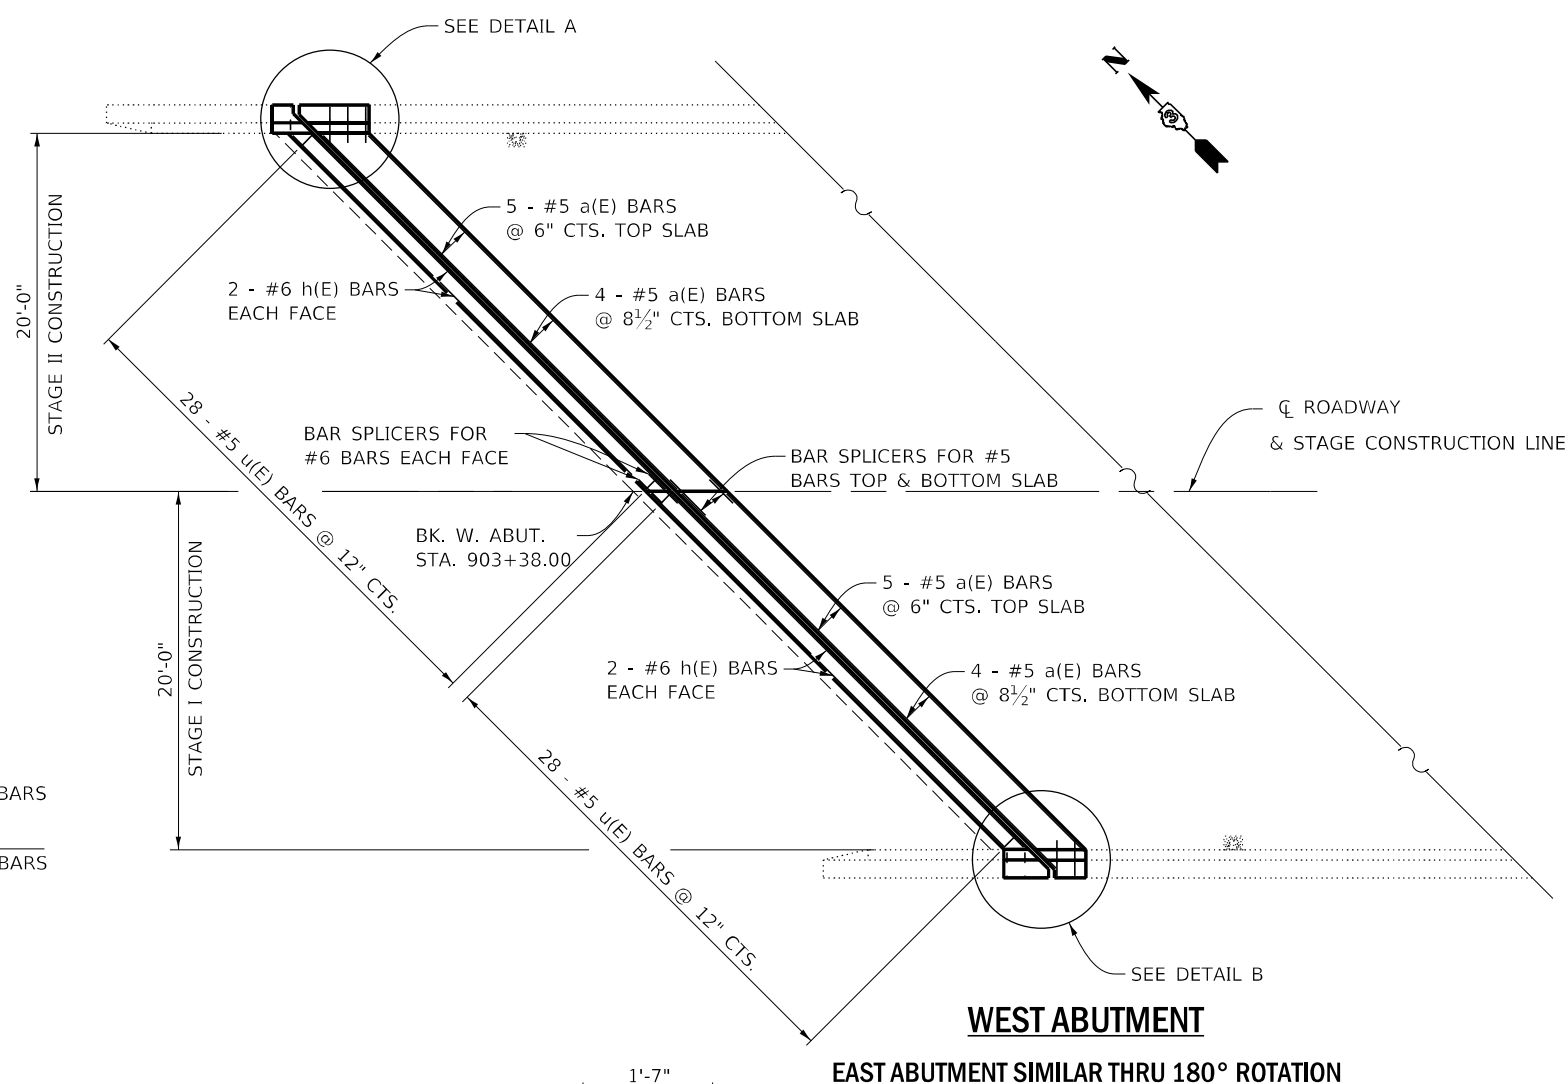 SEE DETAIL A
N
3
5 - #5 a(E) BARS
@ 6" CTS. TOP SLAB
2 - #6 h(E) BARS
EACH FACE
4 - #5 a(E) BARS
@ 8½" CTS. BOTTOM SLAB
20'-0"
STAGE II CONSTRUCTION
28 - #5 u(E) BARS @ 12" CTS.
BAR SPLICERS FOR
#6 BARS EACH FACE
BAR SPLICERS FOR #5
BARS TOP & BOTTOM SLAB
℄ ROADWAY
& STAGE CONSTRUCTION LINE
BK. W. ABUT.
STA. 903+38.00
20'-0"
STAGE I CONSTRUCTION
5 - #5 a(E) BARS
@ 6" CTS. TOP SLAB
2 - #6 h(E) BARS
EACH FACE
4 - #5 a(E) BARS
@ 8½" CTS. BOTTOM SLAB
28 - #5 u(E) BARS @ 12" CTS.
BARS
BARS
SEE DETAIL B
WEST ABUTMENT
EAST ABUTMENT SIMILAR THRU 180° ROTATION
1'-7"